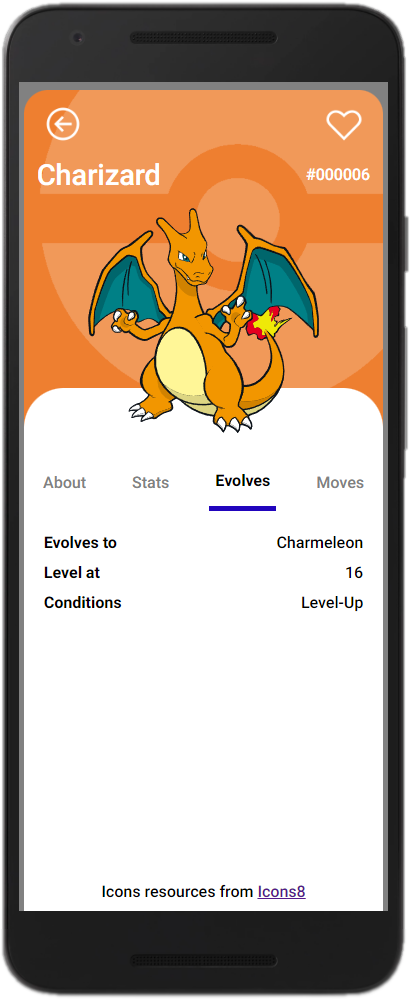 Charizard
#000006
About Stats Evolves Moves
Evolves to Charmeleon
Level at 16
Conditions Level-Up
Icons resources from Icons8